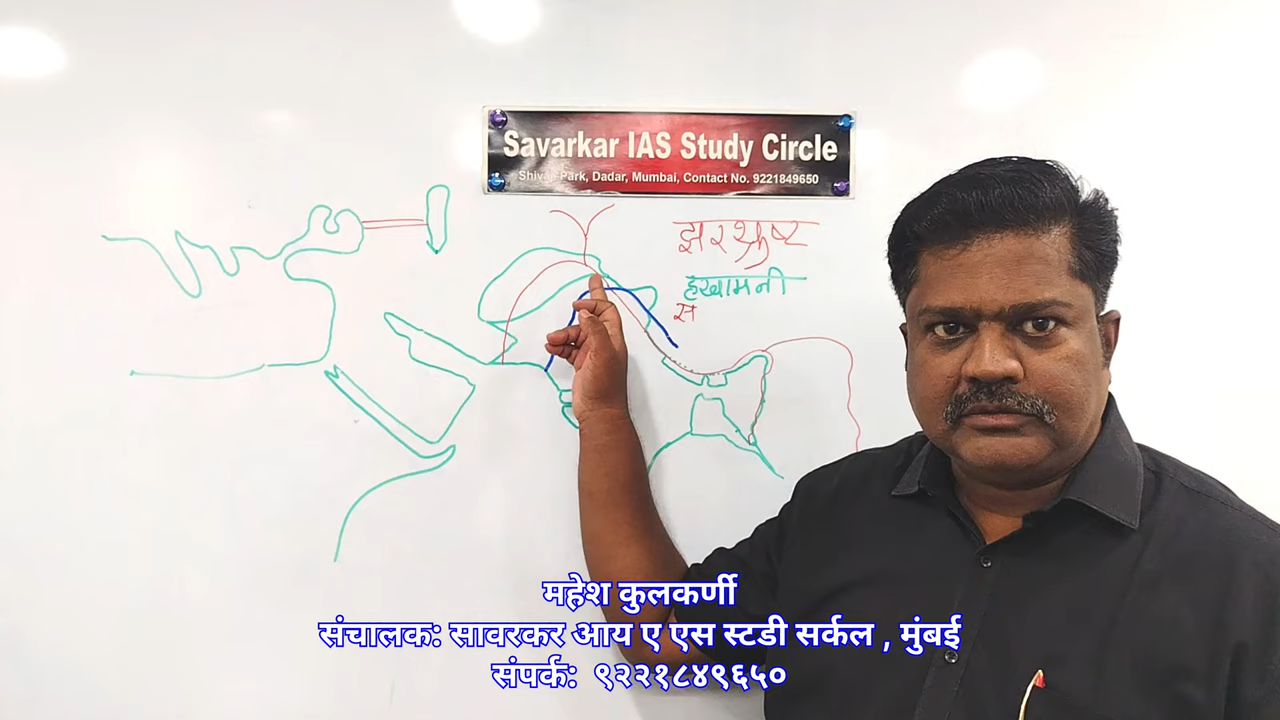 Savarkar IAS Study Circle
Shivaji Park, Dadar, Mumbai, Contact No. 9221849650
झरथ्रुष्ट
हखामनी
स
महेश कुलकर्णी
संचालक: सावरकर आय ए एस स्टडी सर्कल , मुंबई
संपर्क: ९२२१८४९६५०